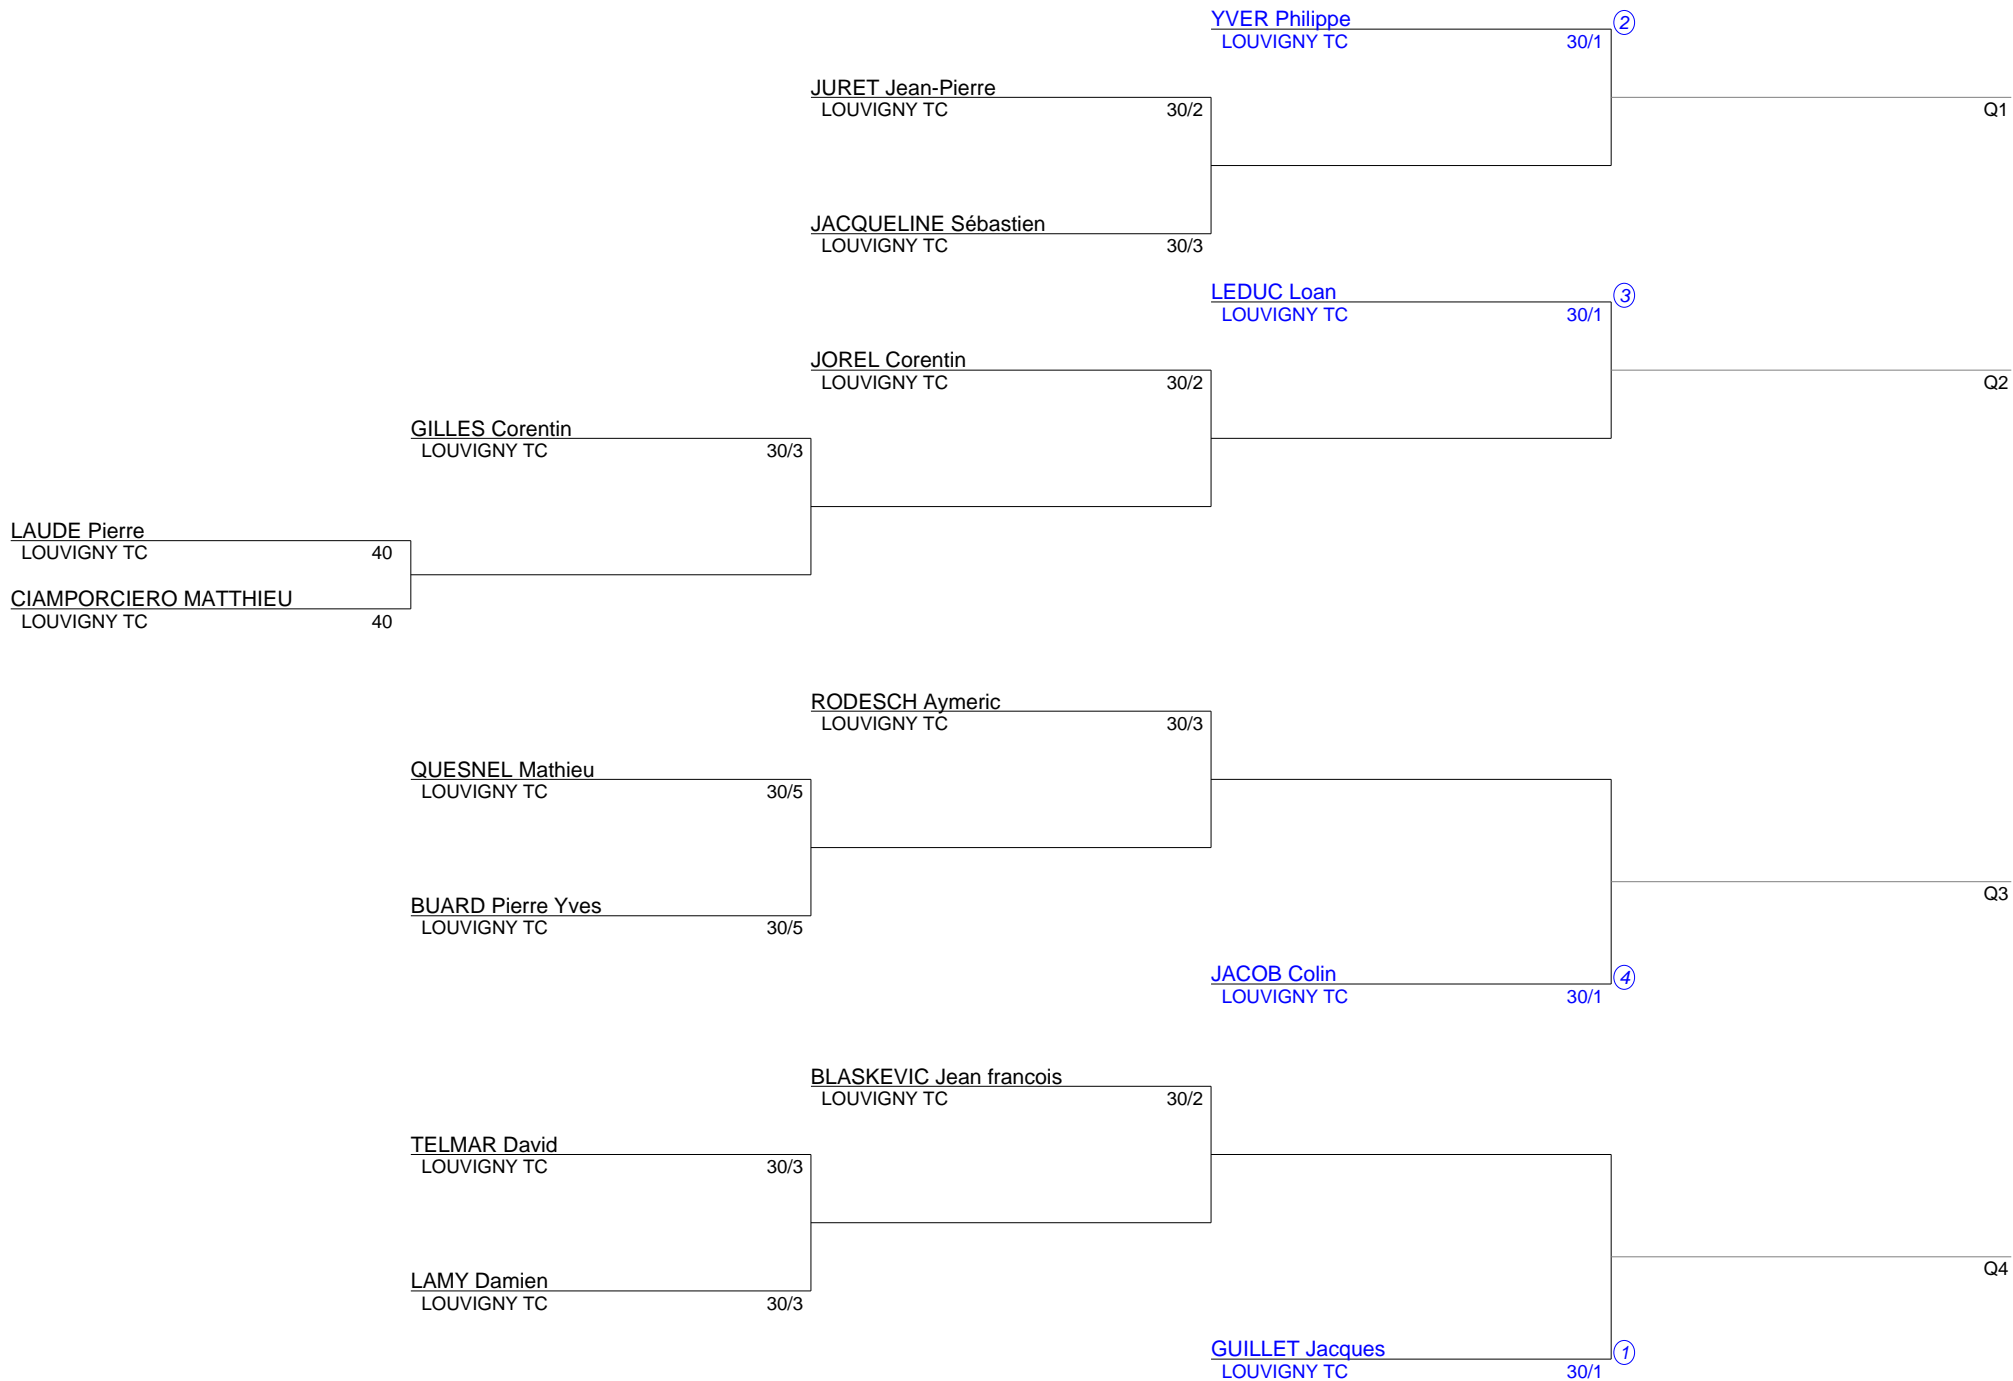 YVER Philippe
2
LOUVIGNY TC 30/1
JURET Jean-Pierre
LOUVIGNY TC 30/2
Q1
JACQUELINE Sébastien
LOUVIGNY TC 30/3
LEDUC Loan
3
LOUVIGNY TC 30/1
JOREL Corentin
LOUVIGNY TC 30/2
Q2
GILLES Corentin
LOUVIGNY TC 30/3
LAUDE Pierre
LOUVIGNY TC 40
CIAMPORCIERO MATTHIEU
LOUVIGNY TC 40
RODESCH Aymeric
LOUVIGNY TC 30/3
QUESNEL Mathieu
LOUVIGNY TC 30/5
Q3
BUARD Pierre Yves
LOUVIGNY TC 30/5
JACOB Colin
4
LOUVIGNY TC 30/1
BLASKEVIC Jean francois
LOUVIGNY TC 30/2
TELMAR David
LOUVIGNY TC 30/3
Q4
LAMY Damien
LOUVIGNY TC 30/3
GUILLET Jacques
1
LOUVIGNY TC 30/1